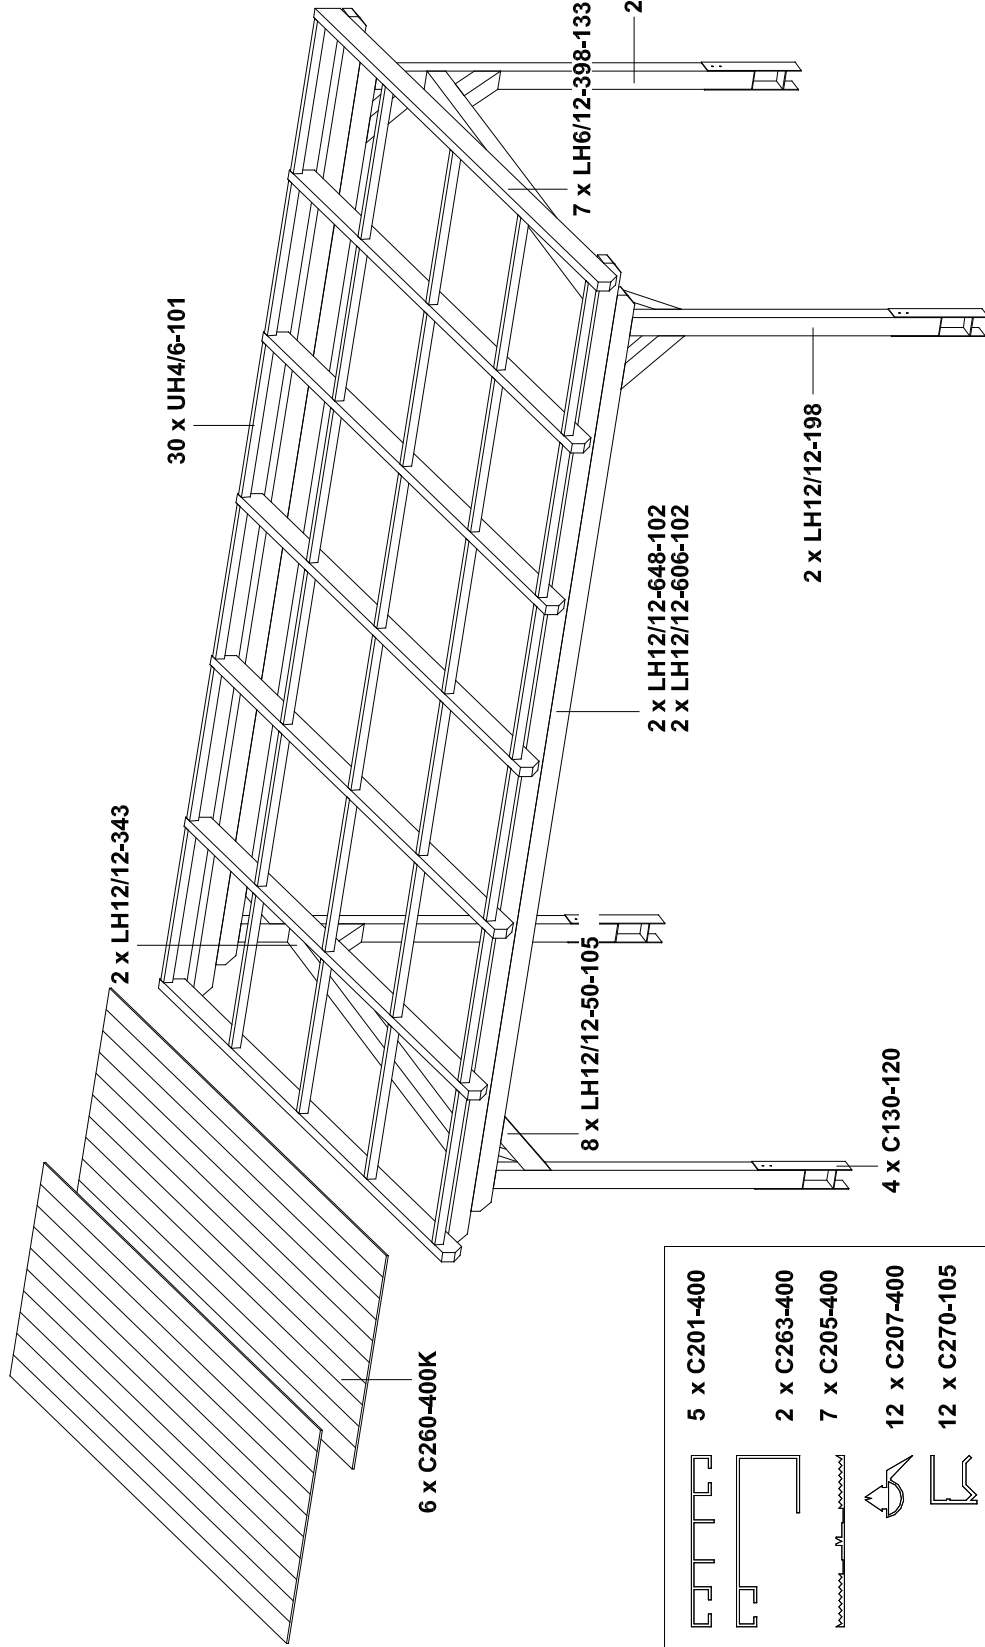 30 x UH4/6-101
7 x LH6/12-398-133
2
2 x LH12/12-343
2 x LH12/12-648-102
2 x LH12/12-606-102
2 x LH12/12-198
8 x LH12/12-50-105
6 x C260-400K
4 x C130-120
5 x C201-400
2 x C263-400
7 x C205-400
12 x C207-400
12 x C270-105